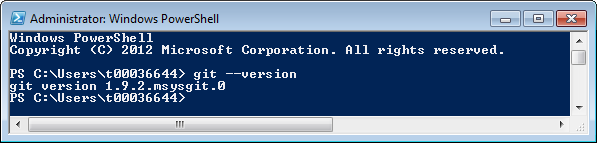 Administrator: Windows PowerShell
Windows PowerShell
Copyright (C) 2012 Microsoft Corporation. All rights reserved.
PS C:\Users\t00036644> git --version
git version 1.9.2.msysgit.0
PS C:\Users\t00036644>